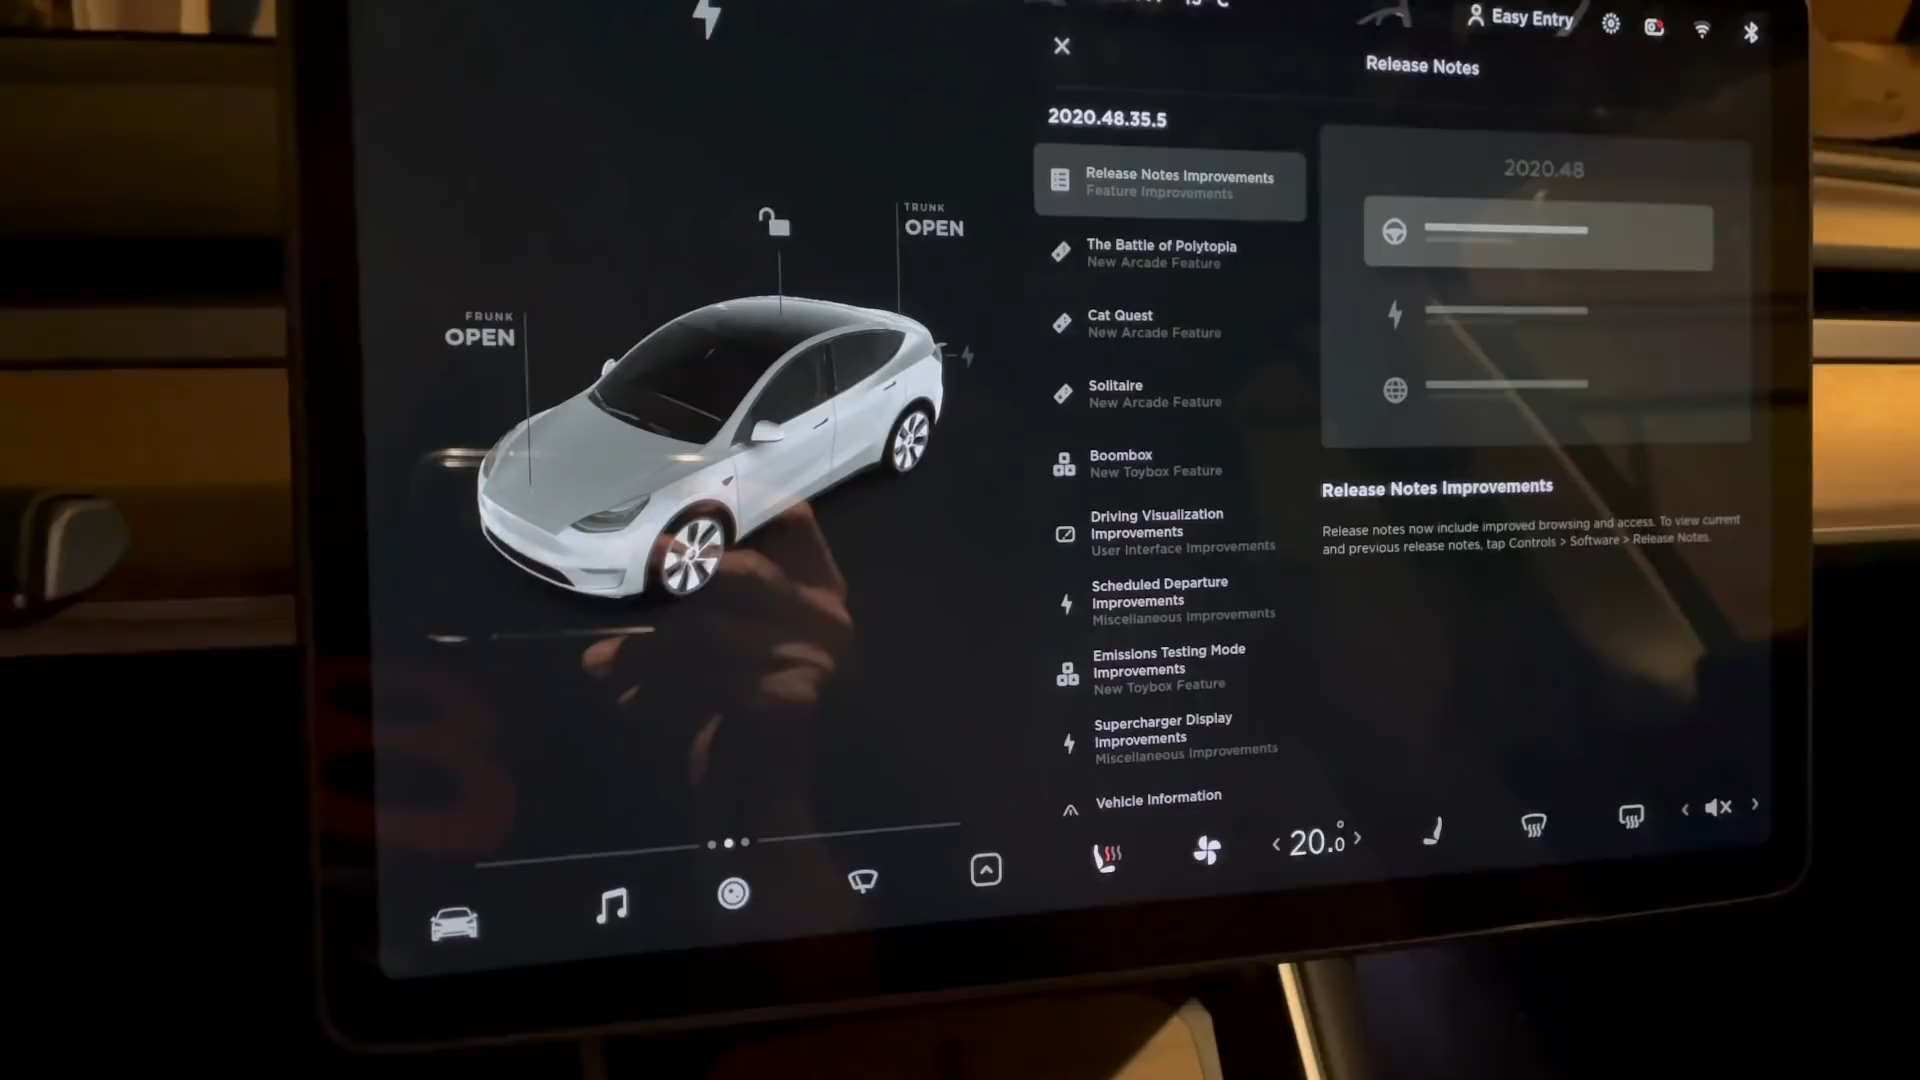 Easy Entry
Release Notes
2020.48.35.5
Release Notes Improvements
Feature Improvements
The Battle of Polytopia
New Arcade Feature
Cat Quest
New Arcade Feature
Solitaire
New Arcade Feature
Boombox
New Toybox Feature
Driving Visualization
Improvements
User Interface Improvements
Scheduled Departure
Improvements
Miscellaneous Improvements
Emissions Testing Mode
Improvements
New Toybox Feature
Supercharger Display
Improvements
Miscellaneous Improvements
Vehicle Information
2020.48
Release Notes Improvements
Release notes now include improved browsing and access. To view current
and previous release notes, tap Controls > Software > Release Notes.
TRUNK
OPEN
FRUNK
OPEN
20.0